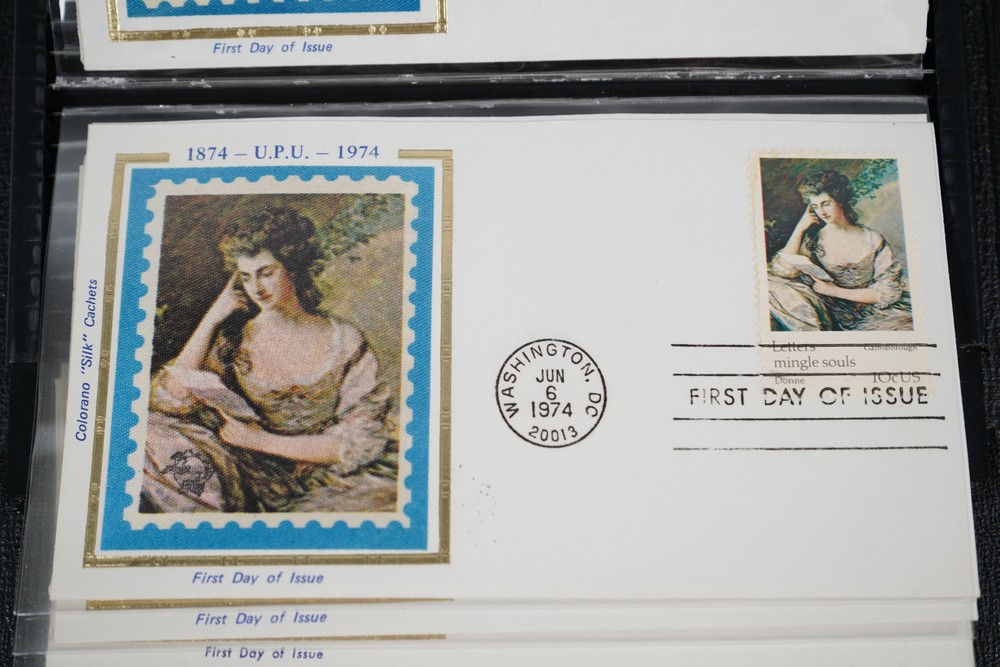 First Day of Issue
1874 – U.P.U. – 1974
Colorano "Silk" Cachets
First Day of Issue
WASHINGTON, DC
JUN
6
1974
20013
Letters
Gainsborough
mingle souls
Donne
10cUS
FIRST DAY OF ISSUE
First Day of Issue
First Day of Issue